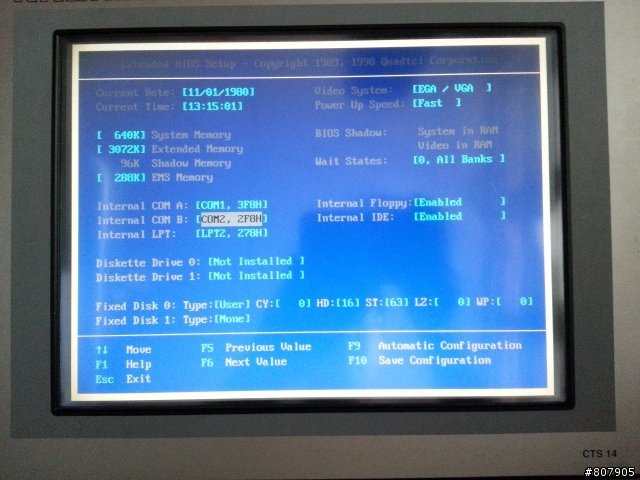 Extended BIOS Setup - Copyright 1989, 1990 Quadtel Corporation
Current Date: [11/01/1980] Video System: [EGA / VGA ]
Current Time: [13:15:01] Power Up Speed: [Fast ]
[ 640K] System Memory BIOS Shadow: System in RAM
[ 3072K] Extended Memory Video in RAM
96K Shadow Memory Wait States: [0, All Banks ]
[ 288K] EMS Memory
Internal COM A: [COM1, 3F8H] Internal Floppy: [Enabled ]
Internal COM B: [COM2, 2F8H] Internal IDE: [Enabled ]
Internal LPT: [LPT2, 278H]
Diskette Drive 0: [Not Installed ]
Diskette Drive 1: [Not Installed ]
Fixed Disk 0: Type:[User] CY:[ 0] HD:[16] ST:[63] LZ:[ 0] WP:[ 0]
Fixed Disk 1: Type:[None]
↑↓ Move F5 Previous Value F9 Automatic Configuration
F1 Help F6 Next Value F10 Save Configuration
Esc Exit
CTS 14
#807905